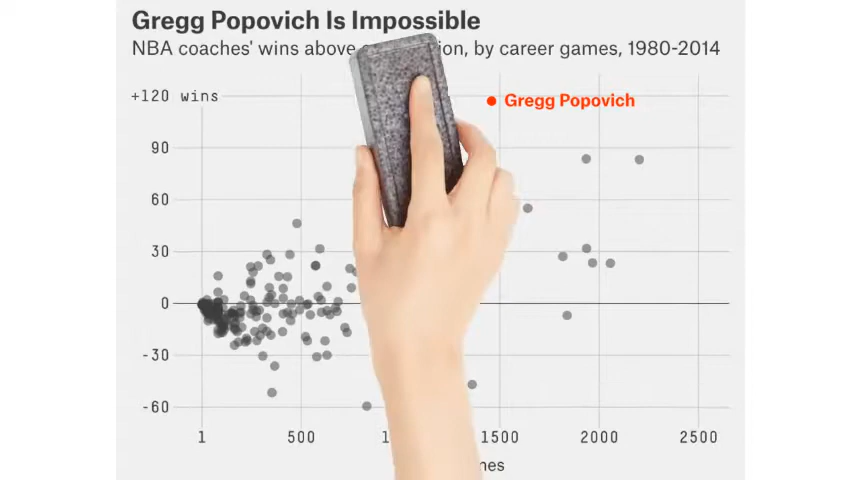 Gregg Popovich Is Impossible
NBA coaches' wins above on, by career games, 1980-2014
+120 wins
Gregg Popovich
90
60
30
0
-30
-60
1 500 1500 2000 2500